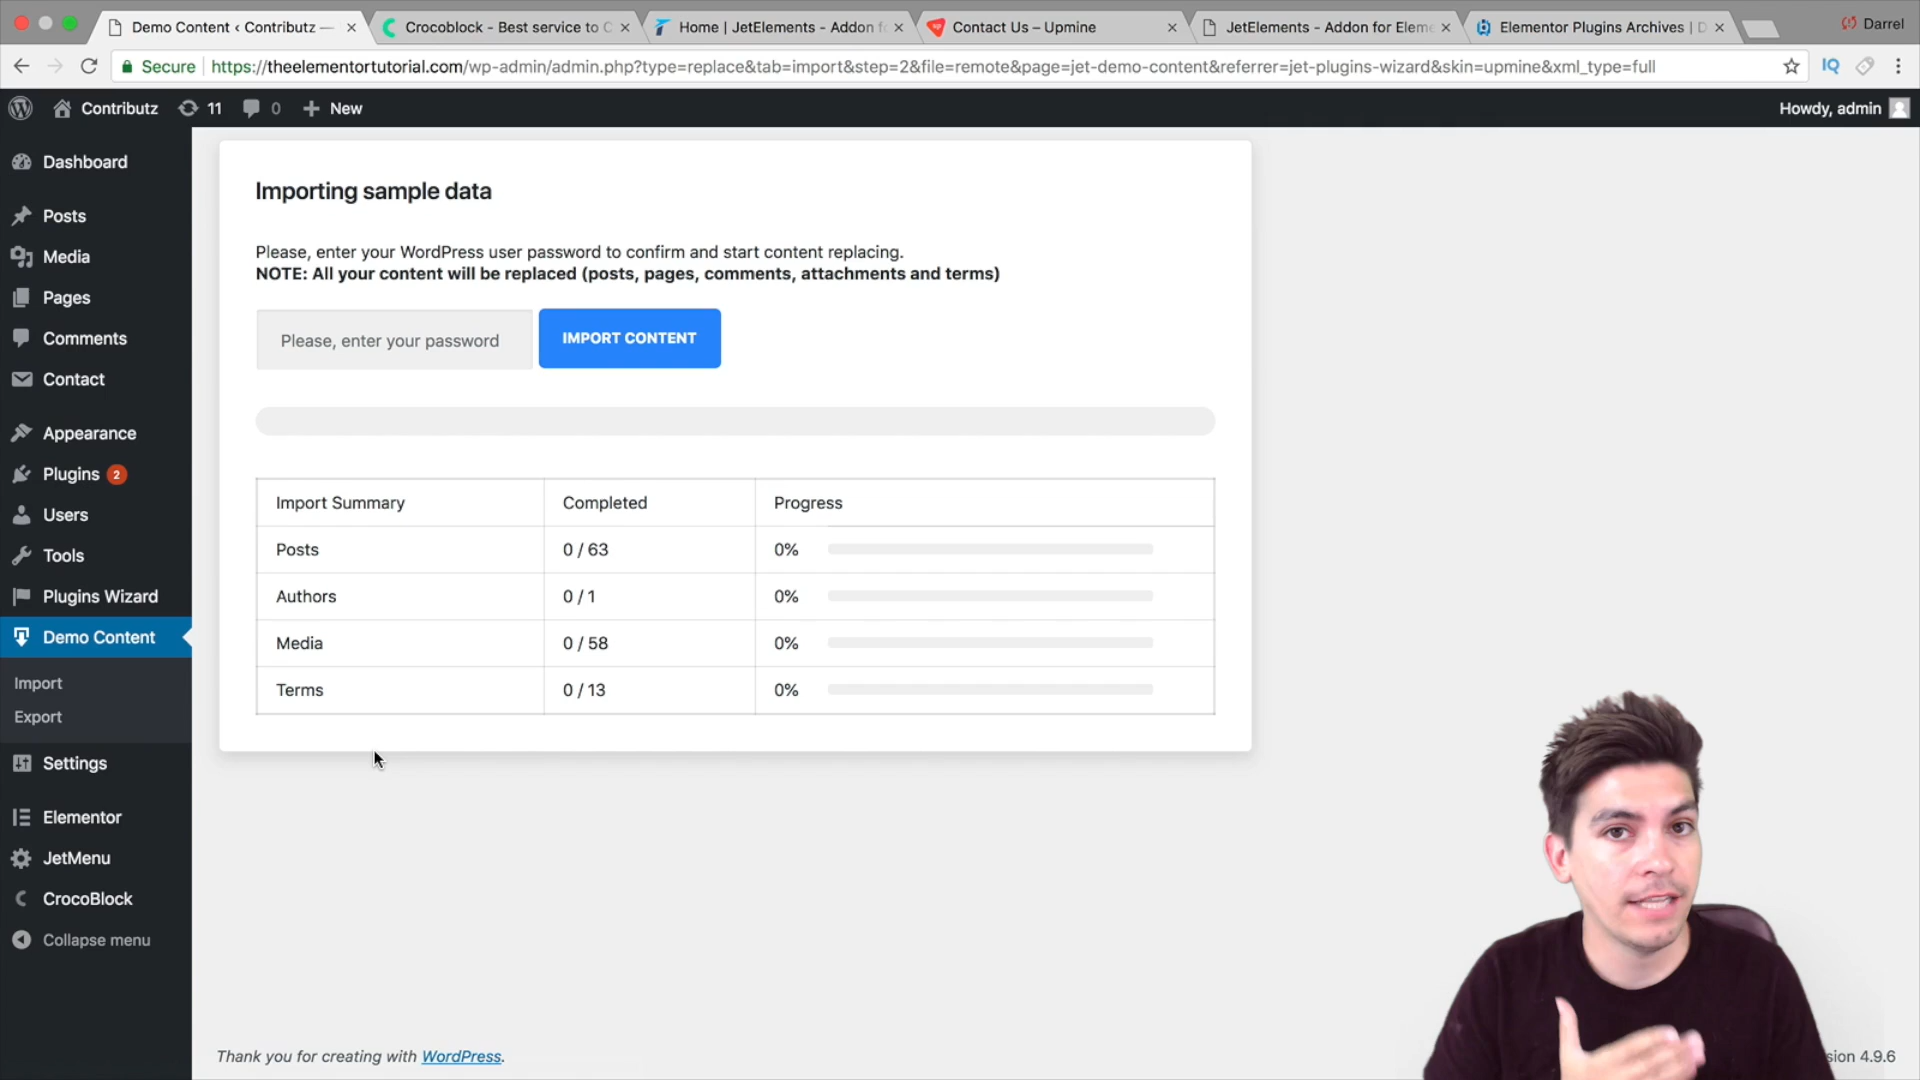 Demo Content ‹ Contributz —
Crocoblock - Best service to C
Home | JetElements - Addon f
Contact Us – Upmine
JetElements - Addon for Eleme
Elementor Plugins Archives | D
Darrel
Secure
https://theelementortutorial.com/wp-admin/admin.php?type=replace&tab=import&step=2&file=remote&page=jet-demo-content&referrer=jet-plugins-wizard&skin=upmine&xml_type=full
IQ
Contributz
11
0
New
Howdy, admin
Dashboard
Posts
Media
Pages
Comments
Contact
Appearance
Plugins 2
Users
Tools
Plugins Wizard
Demo Content
Import
Export
Settings
Elementor
JetMenu
CrocoBlock
Collapse menu
Importing sample data
Please, enter your WordPress user password to confirm and start content replacing.
NOTE: All your content will be replaced (posts, pages, comments, attachments and terms)
Please, enter your password
IMPORT CONTENT
Import Summary Completed Progress
Posts 0 / 63 0%
Authors 0 / 1 0%
Media 0 / 58 0%
Terms 0 / 13 0%
Thank you for creating with WordPress.
sion 4.9.6